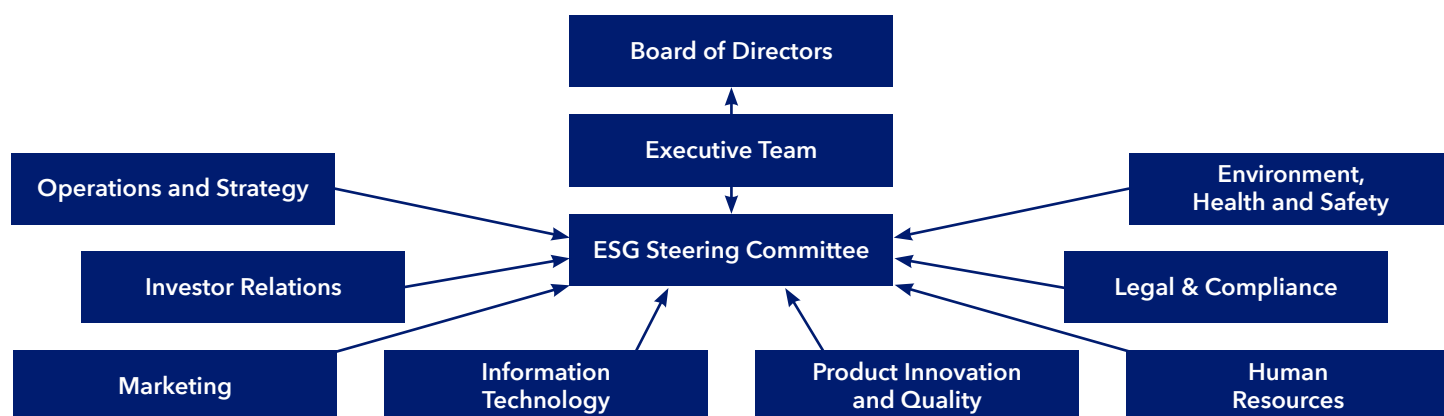 Board of Directors
Executive Team
Operations and Strategy
Environment,
Health and Safety
ESG Steering Committee
Investor Relations
Legal & Compliance
Marketing
Information
Technology
Product Innovation
and Quality
Human
Resources